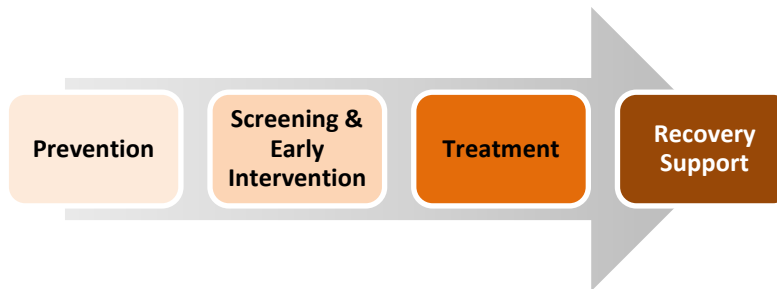 Prevention
Screening &
Early
Intervention
Treatment
Recovery
Support